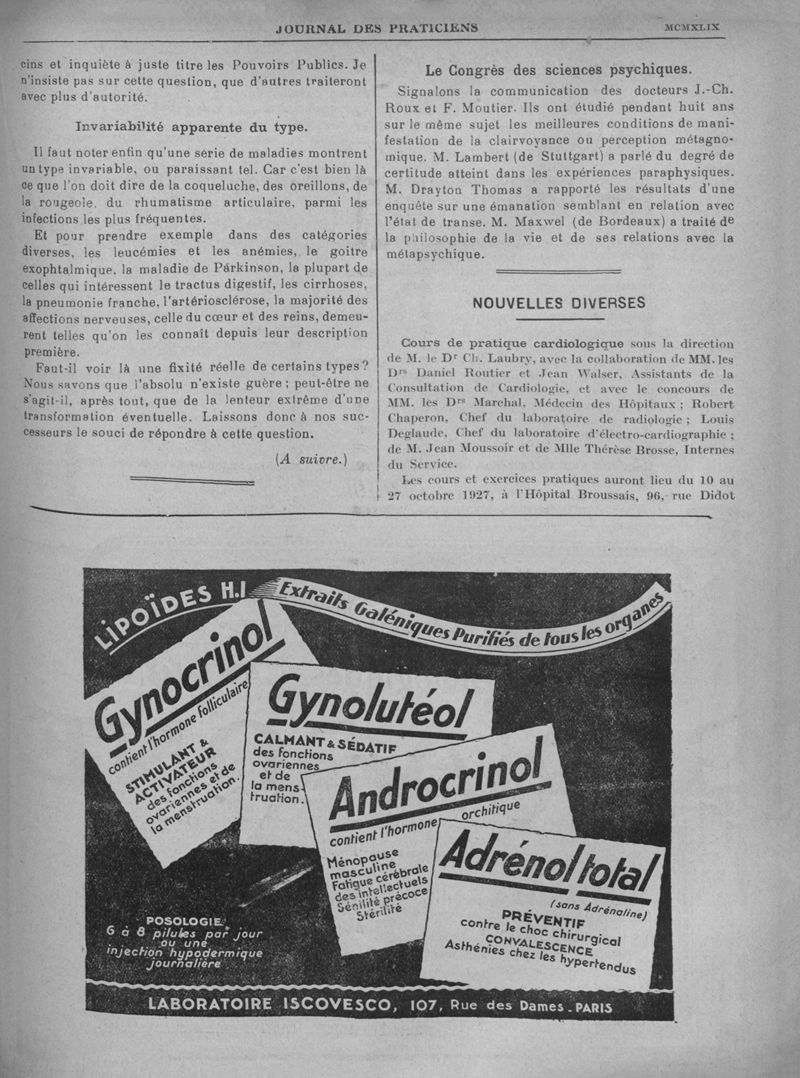 JOURNAL DES PRATICIENS
MCMXLIX
cins et inquiète à juste titre les Pouvoirs Publics. Je
n'insiste pas sur cette question, que d'autres traiteront
avec plus d'autorité.
Invariabilité apparente du type.
Il faut noter enfin qu'une série de maladies montrent
un type invariable, ou paraissant tel. Car c'est bien là
ce que l'on doit dire de la coqueluche, des oreillons, de
la rougeole, du rhumatisme articulaire, parmi les
infections les plus fréquentes.
Et pour prendre exemple dans des catégories
diverses, les leucémies et les anémies, le goitre
exophtalmique, la maladie de Parkinson, la plupart de
celles qui intéressent le tractus digestif, les cirrhoses,
la pneumonie franche, l'artériosclérose, la majorité des
affections nerveuses, celle du cœur et des reins, demeu-
rent telles qu'on les connaît depuis leur description
première.
Faut-il voir là une fixité réelle de certains types ?
Nous savons que l'absolu n'existe guère ; peut-être ne
s'agit-il, après tout, que de la lenteur extrême d'une
transformation éventuelle. Laissons donc à nos suc-
cesseurs le souci de répondre à cette question.
(A suivre.)
Le Congrès des sciences psychiques.
Signalons la communication des docteurs J.-Ch.
Roux et F. Moutier. Ils ont étudié pendant huit ans
sur le même sujet les meilleures conditions de mani-
festation de la clairvoyance ou perception métagno-
mique. M. Lambert (de Stuttgart) a parlé du degré de
certitude atteint dans les expériences paraphysiques.
M. Drayton Thomas a rapporté les résultats d'une
enquête sur une émanation semblant en relation avec
l'état de transe. M. Maxwel (de Bordeaux) a traité de
la philosophie de la vie et de ses relations avec la
métapsychique.
NOUVELLES DIVERSES
Cours de pratique cardiologique sous la direction
de M. le Dr Ch. Laubry, avec la collaboration de MM. les
Drs Daniel Routier et Jean Walser, Assistants de la
Consultation de Cardiologie, et avec le concours de
MM. les Drs Marchal, Médecin des Hôpitaux ; Robert
Chaperon, Chef du laboratoire de radiologie ; Louis
Deglaude, Chef du laboratoire d'électro-cardiographie ;
de M. Jean Moussoir et de Mlle Thérèse Brosse, Internes
du Service.
Les cours et exercices pratiques auront lieu du 10 au
27 octobre 1927, à l'Hôpital Broussais, 96, rue Didot
LIPOÏDES H.I
Extraits Galéniques Purifiés de tous les organes
Gynocrinol
contient l'hormone folliculaire
STIMULANT &
ACTIVATEUR
des fonctions
ovariennes et de
la menstruation.
Gynolutéol
CALMANT & SÉDATIF
des fonctions
ovariennes
et de
la mens-
truation.
Androcrinol
contient l'hormone orchitique
Ménopause
masculine
Fatigue cérébrale
des intellectuels
Sénilité précoce
Stérilité
Adrénol total
(sans Adrénaline)
PRÉVENTIF
contre le choc chirurgical
CONVALESCENCE
Asthénies chez les hypertendus
POSOLOGIE:
6 à 8 pilules par jour
ou une
injection hypodermique
journalière
LABORATOIRE ISCOVESCO, 107, Rue des Dames - PARIS